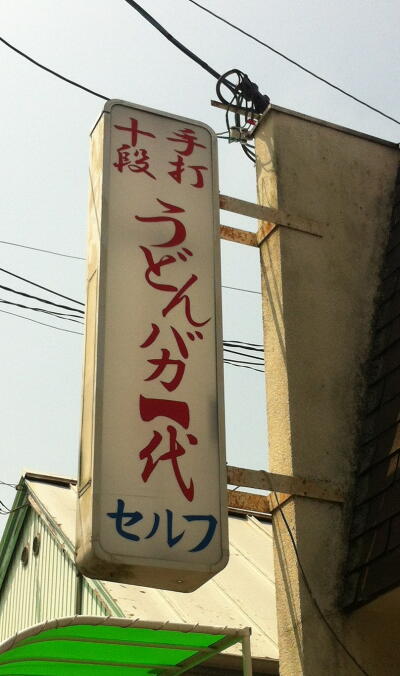 手打
十段
うどんバカ一代
セルフ